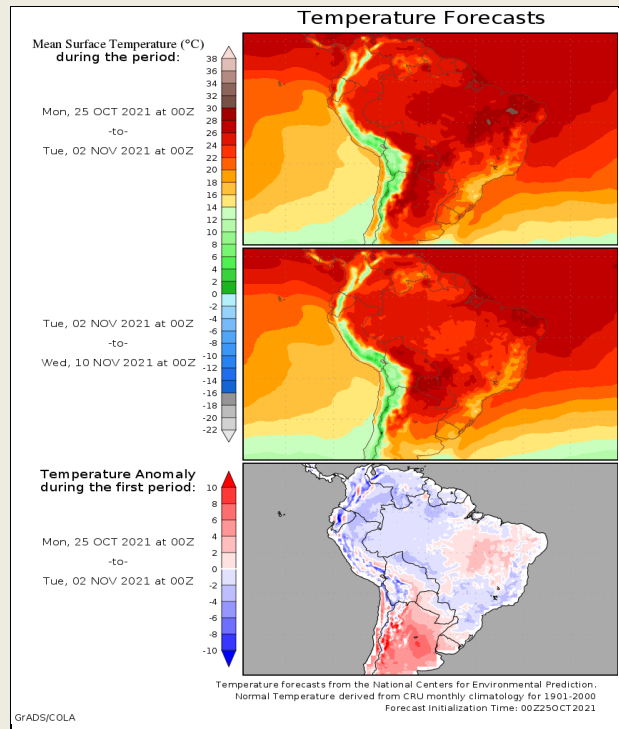 Temperature Forecasts
Mean Surface Temperature (°C)
during the period:
Mon, 25 OCT 2021 at 00Z
-to-
Tue, 02 NOV 2021 at 00Z
38
36
34
32
30
28
26
24
22
20
18
16
14
12
10
8
6
4
2
0
-2
-4
-6
-8
-10
-12
-14
-16
-18
-20
-22
Tue, 02 NOV 2021 at 00Z
-to-
Wed, 10 NOV 2021 at 00Z
Temperature Anomaly
during the first period:
Mon, 25 OCT 2021 at 00Z
-to-
Tue, 02 NOV 2021 at 00Z
10
8
6
4
2
0
-2
-4
-6
-8
-10
Temperature forecasts from the National Centers for Environmental Prediction.
Normal Temperature derived from CRU monthly climatology for 1901-2000
Forecast Initialization Time: 00Z25OCT2021
GrADS/COLA